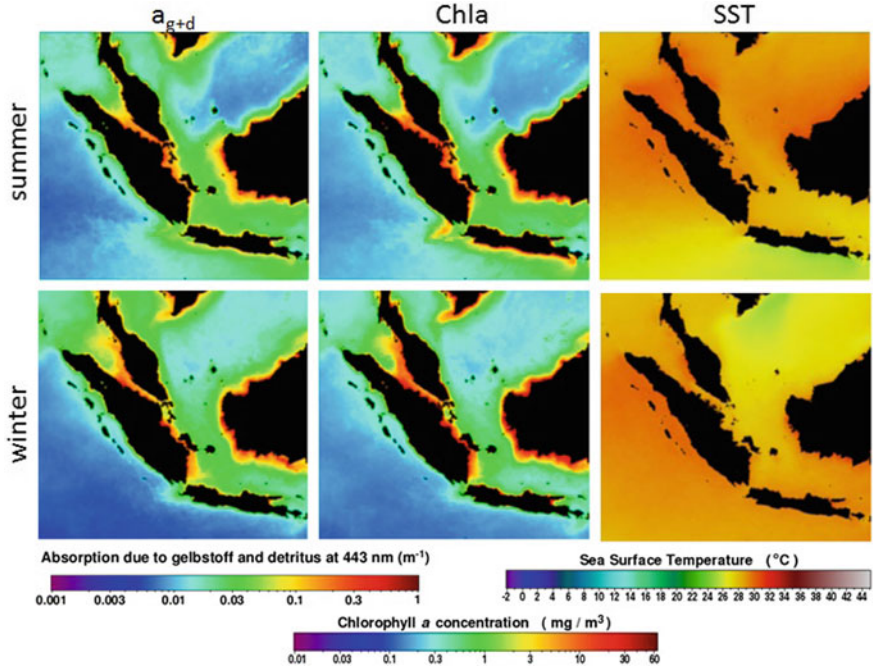 a g+d Chla SST
summer
winter
Absorption due to gelbstoff and detritus at 443 nm (m⁻¹)
0.001 0.003 0.01 0.03 0.1 0.3 1
Sea Surface Temperature (°C)
-2 0 2 4 6 8 10 12 14 16 18 20 22 24 26 28 30 32 34 36 38 40 42 44
Chlorophyll a concentration ( mg / m³ )
0.01 0.03 0.1 0.3 1 3 10 30 60